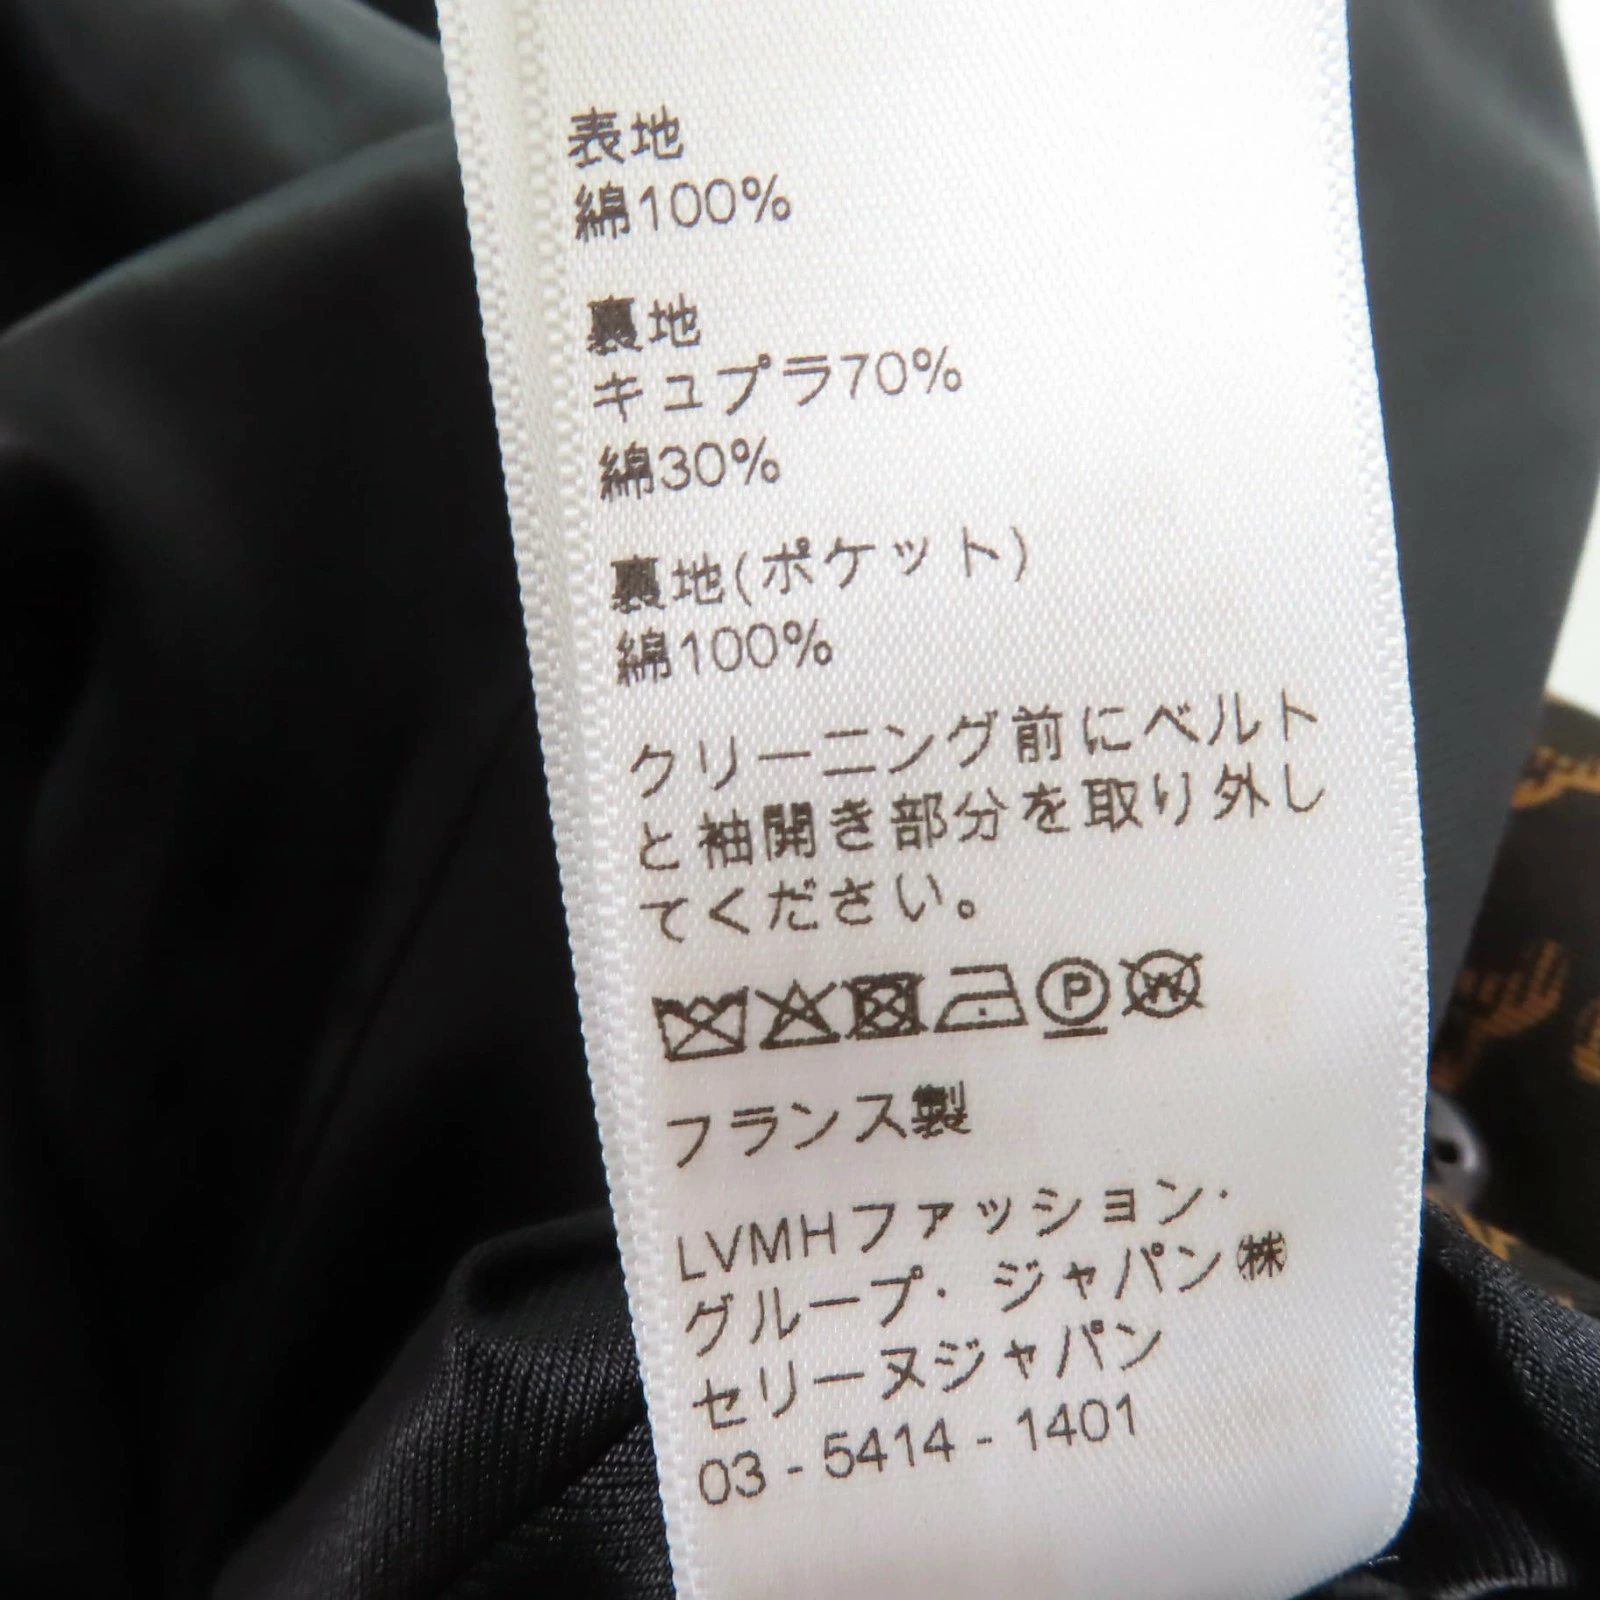 表地
綿100%
裏地
キュプラ70%
綿30%
裏地(ポケット)
綿100%
クリーニング前にベルト
と袖開き部分を取り外し
てください。
P W
フランス製
LVMHファッション・
グループ・ジャパン㈱
セリーヌジャパン
03-5414-1401